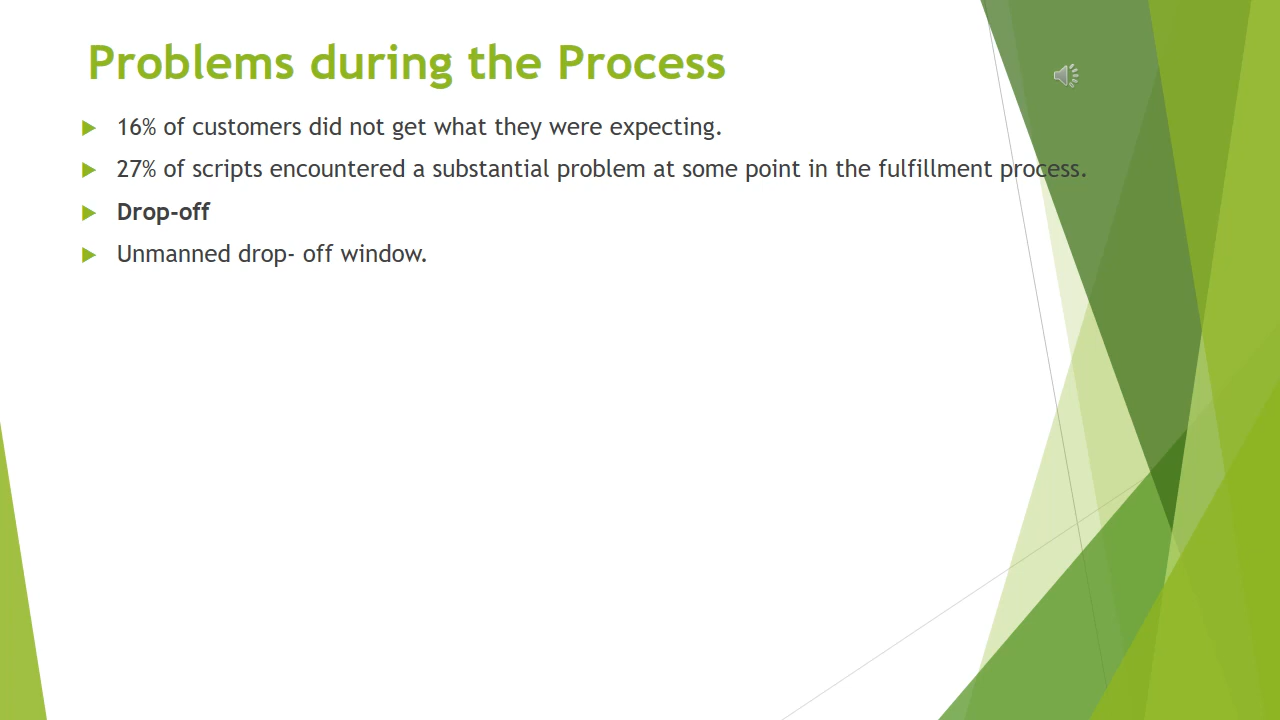 Problems during the Process
16% of customers did not get what they were expecting.
27% of scripts encountered a substantial problem at some point in the fulfillment process.
Drop-off
Unmanned drop- off window.